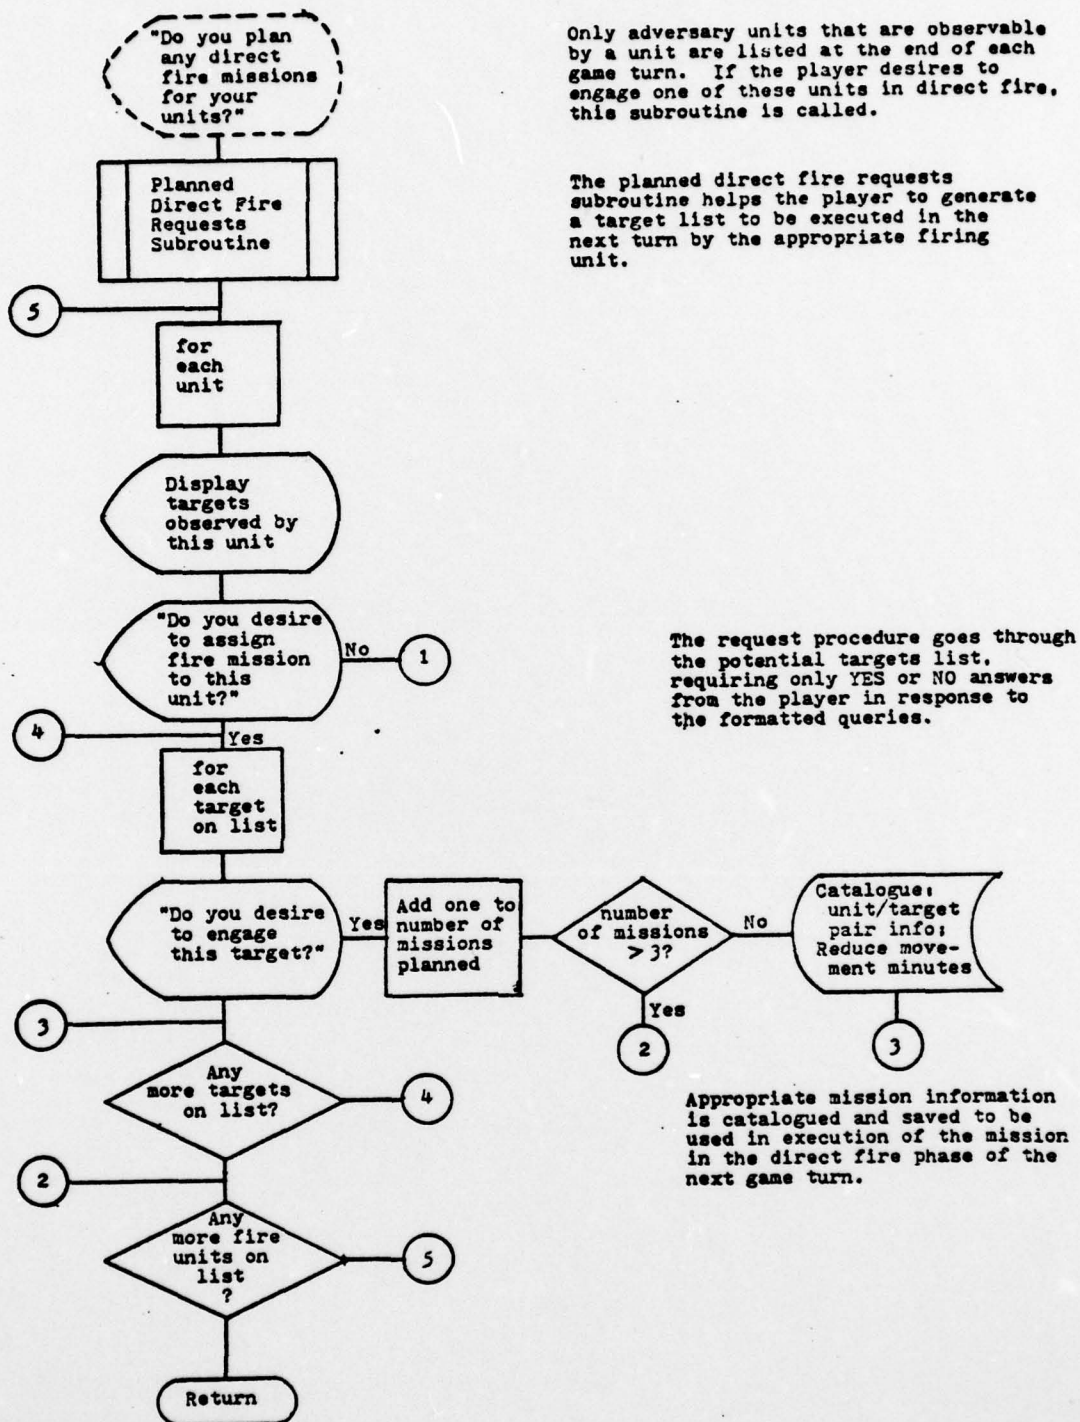 "Do you plan
any direct
fire missions
for your
units?"
Only adversary units that are observable
by a unit are listed at the end of each
game turn. If the player desires to
engage one of these units in direct fire,
this subroutine is called.
Planned
Direct Fire
Requests
Subroutine
The planned direct fire requests
subroutine helps the player to generate
a target list to be executed in the
next turn by the appropriate firing
unit.
5
for
each
unit
Display
targets
observed by
this unit
"Do you desire
to assign
fire mission
to this
unit?"
No
1
The request procedure goes through
the potential targets list,
requiring only YES or NO answers
from the player in response to
the formatted queries.
4
Yes
for
each
target
on list
"Do you desire
to engage
this target?"
Yes
Add one to
number of
missions
planned
number
of missions
> 3?
No
Catalogue:
unit/target
pair info;
Reduce move-
ment minutes
Yes
2
3
3
Any
more targets
on list?
4
Appropriate mission information
is catalogued and saved to be
used in execution of the mission
in the direct fire phase of the
next game turn.
2
Any
more fire
units on
list
?
5
Return